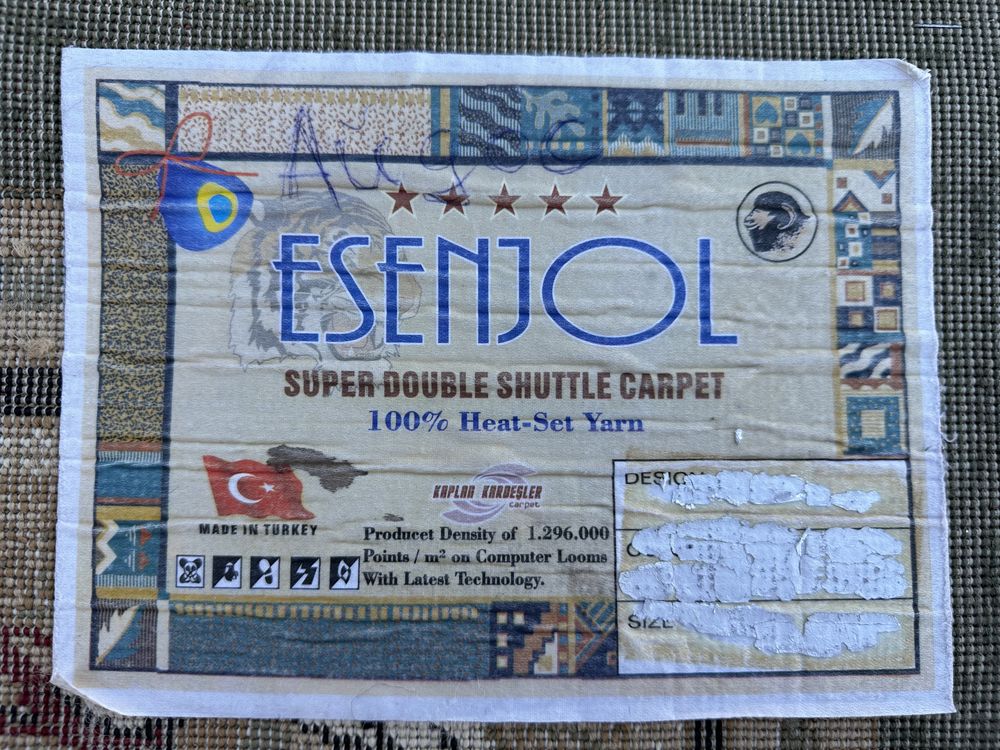 ESENJOL
SUPER DOUBLE SHUTTLE CARPET
100% Heat-Set Yarn
MADE IN TURKEY
KAPLAN KARDEŞLER
carpet
Producet Density of 1.296.000
Points / m² on Computer Looms
With Latest Technology.
SIZE